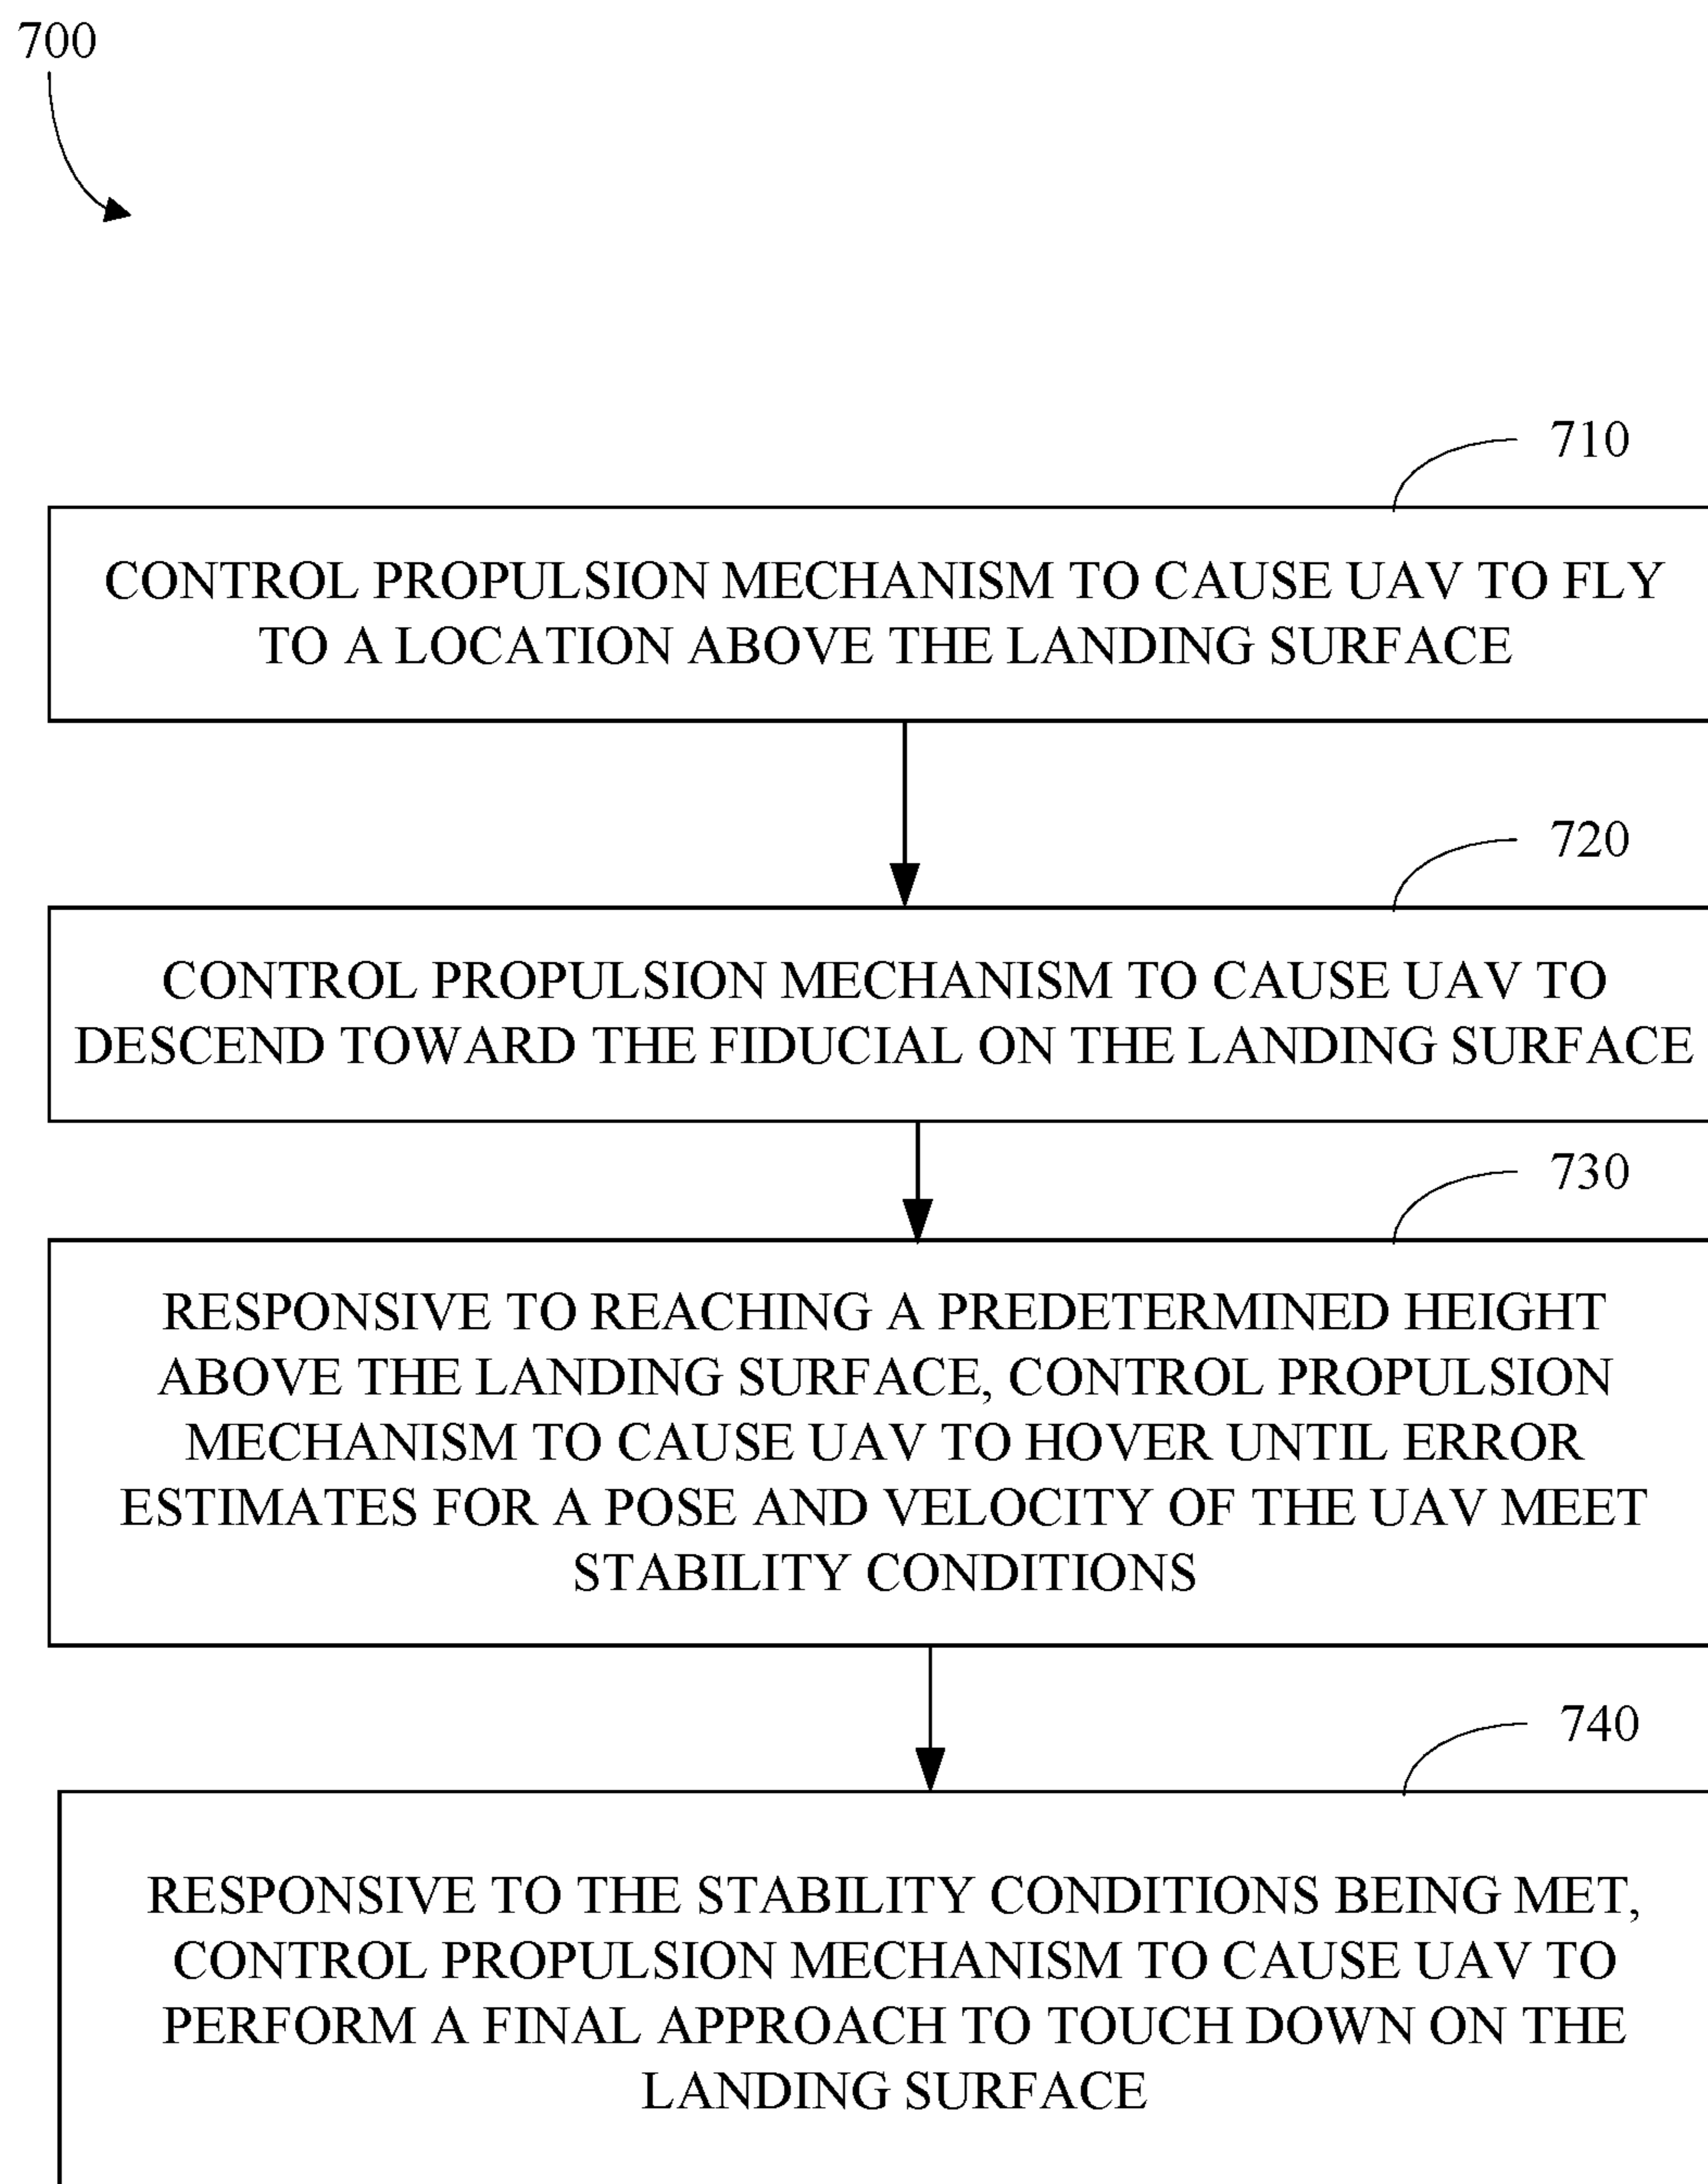 700
710
CONTROL PROPULSION MECHANISM TO CAUSE UAV TO FLY
TO A LOCATION ABOVE THE LANDING SURFACE
720
CONTROL PROPULSION MECHANISM TO CAUSE UAV TO
DESCEND TOWARD THE FIDUCIAL ON THE LANDING SURFACE
730
RESPONSIVE TO REACHING A PREDETERMINED HEIGHT
ABOVE THE LANDING SURFACE, CONTROL PROPULSION
MECHANISM TO CAUSE UAV TO HOVER UNTIL ERROR
ESTIMATES FOR A POSE AND VELOCITY OF THE UAV MEET
STABILITY CONDITIONS
740
RESPONSIVE TO THE STABILITY CONDITIONS BEING MET,
CONTROL PROPULSION MECHANISM TO CAUSE UAV TO
PERFORM A FINAL APPROACH TO TOUCH DOWN ON THE
LANDING SURFACE